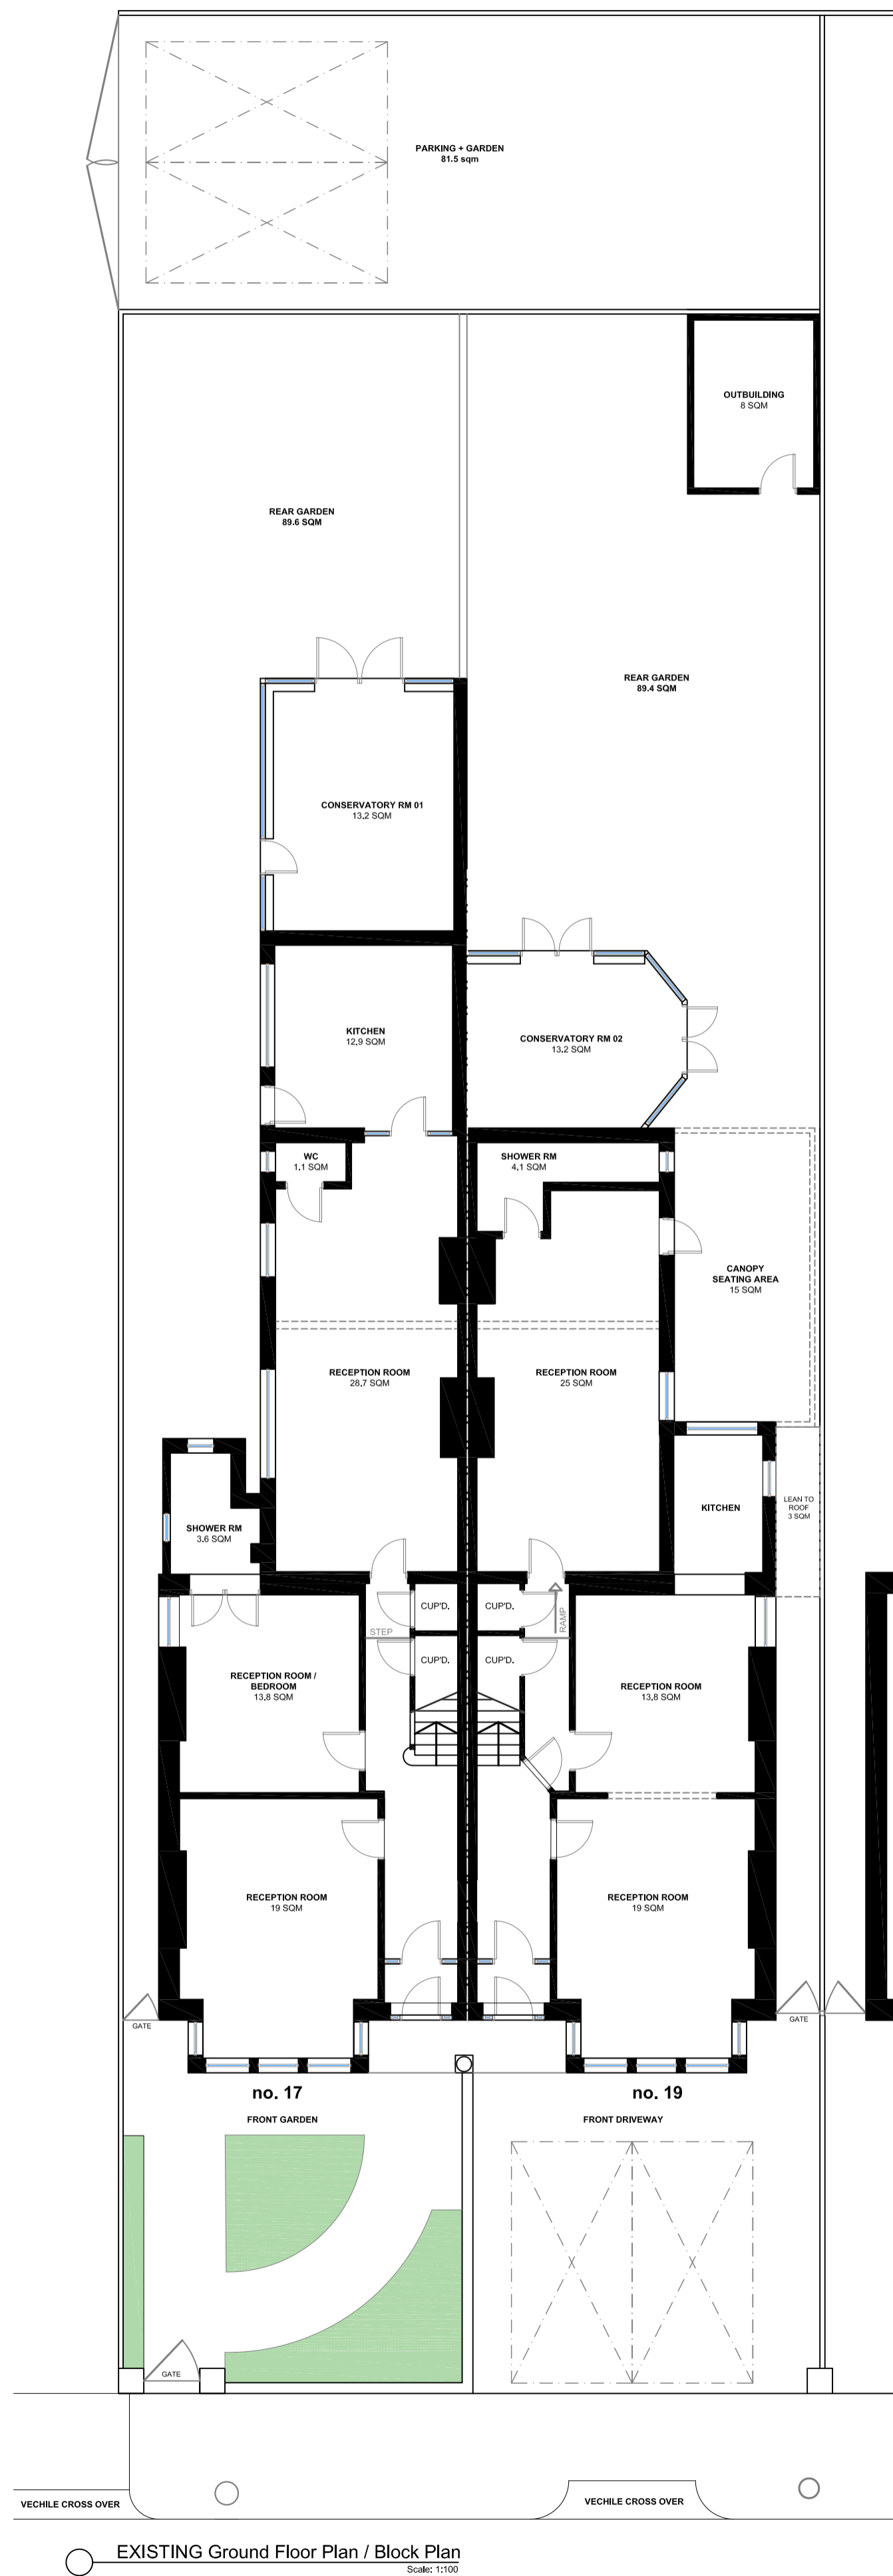 PARKING + GARDEN
81.5 sqm
OUTBUILDING
8 SQM
REAR GARDEN
89.6 SQM
REAR GARDEN
89.4 SQM
CONSERVATORY RM 01
13.2 SQM
KITCHEN
12.9 SQM
CONSERVATORY RM 02
13.2 SQM
WC
1.1 SQM
SHOWER RM
4.1 SQM
CANOPY
SEATING AREA
15 SQM
RECEPTION ROOM
28.7 SQM
RECEPTION ROOM
25 SQM
KITCHEN
LEAN TO
ROOF
3 SQM
SHOWER RM
3.6 SQM
CUP'D.
CUP'D.
STEP
RAMP
CUP'D.
CUP'D.
RECEPTION ROOM /
BEDROOM
13.8 SQM
RECEPTION ROOM
13.8 SQM
RECEPTION ROOM
19 SQM
RECEPTION ROOM
19 SQM
GATE
GATE
no. 17
no. 19
FRONT GARDEN
FRONT DRIVEWAY
GATE
VECHILE CROSS OVER
VECHILE CROSS OVER
EXISTING Ground Floor Plan / Block Plan
Scale: 1:100